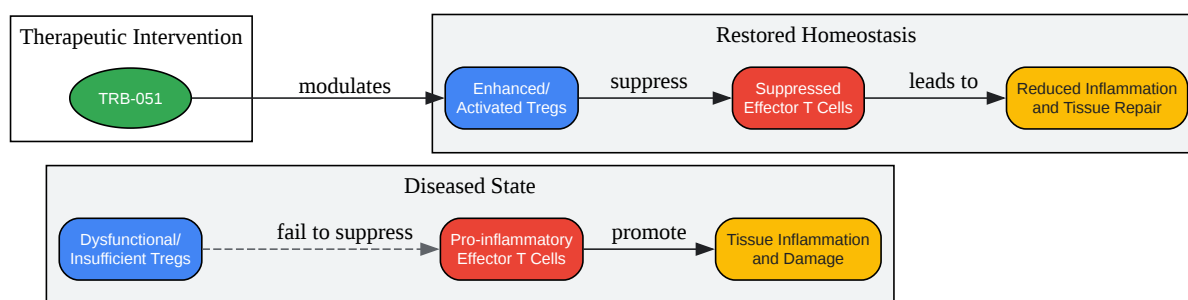 Therapeutic Intervention
TRB-051
modulates
Restored Homeostasis
Enhanced/
Activated Tregs
suppress
Suppressed
Effector T Cells
leads to
Reduced Inflammation
and Tissue Repair
Diseased State
Dysfunctional/
Insufficient Tregs
fail to suppress
Pro-inflammatory
Effector T Cells
promote
Tissue Inflammation
and Damage